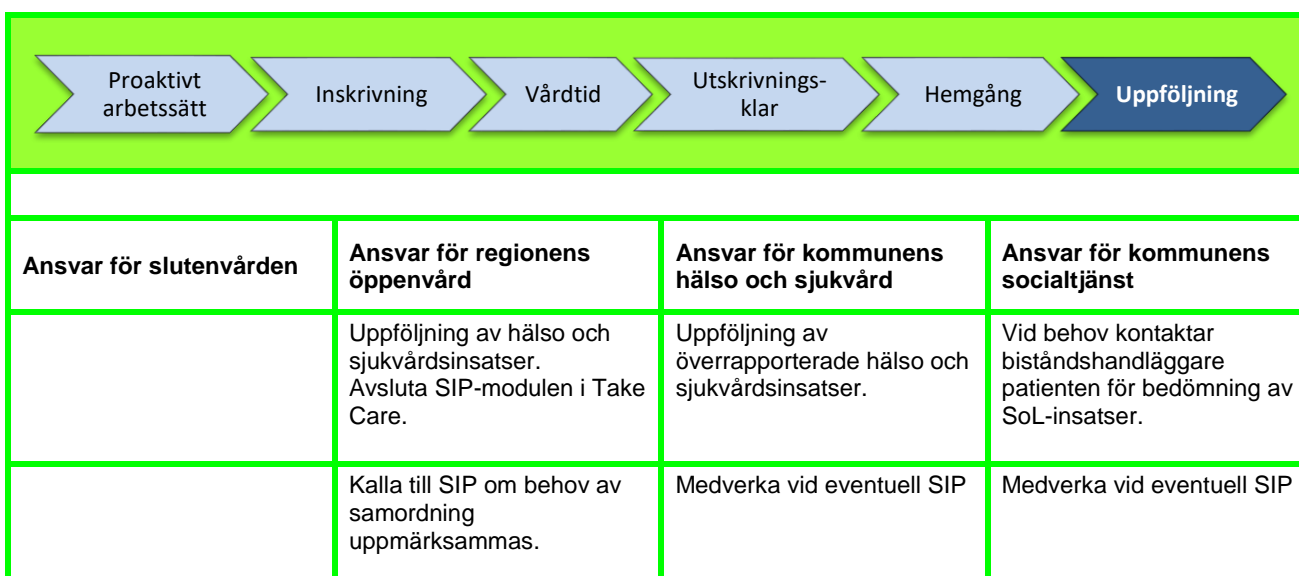 Proaktivt
arbetssätt
Inskrivning
Vårdtid
Utskrivnings-
klar
Hemgång
Uppföljning
Ansvar för slutenvården
Ansvar för regionens
öppenvård
Ansvar för kommunens
hälso och sjukvård
Ansvar för kommunens
socialtjänst
Uppföljning av hälso och
sjukvårdsinsatser.
Avsluta SIP-modulen i Take
Care.
Uppföljning av
överrapporterade hälso och
sjukvårdsinsatser.
Vid behov kontaktar
biståndshandläggare
patienten för bedömning av
SoL-insatser.
Kalla till SIP om behov av
samordning
uppmärksammas.
Medverka vid eventuell SIP
Medverka vid eventuell SIP